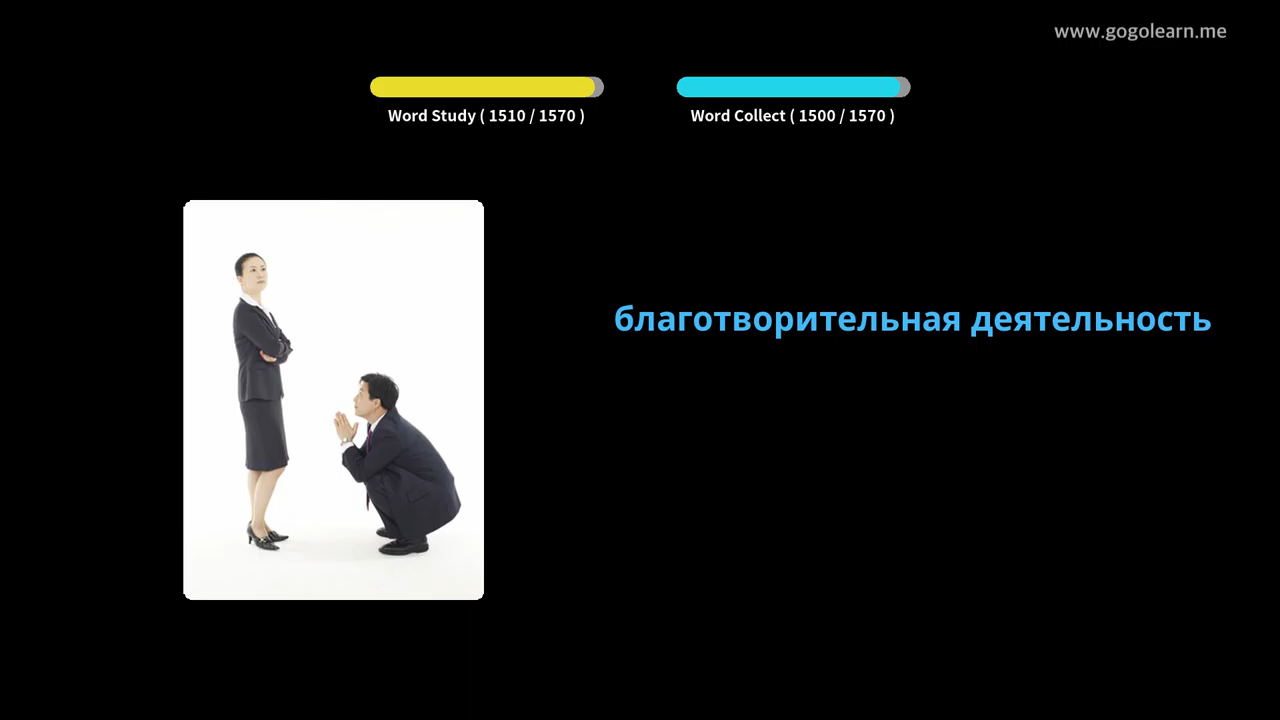 www.gogolearn.me
Word Study ( 1510 / 1570 )
Word Collect ( 1500 / 1570 )
благотворительная деятельность